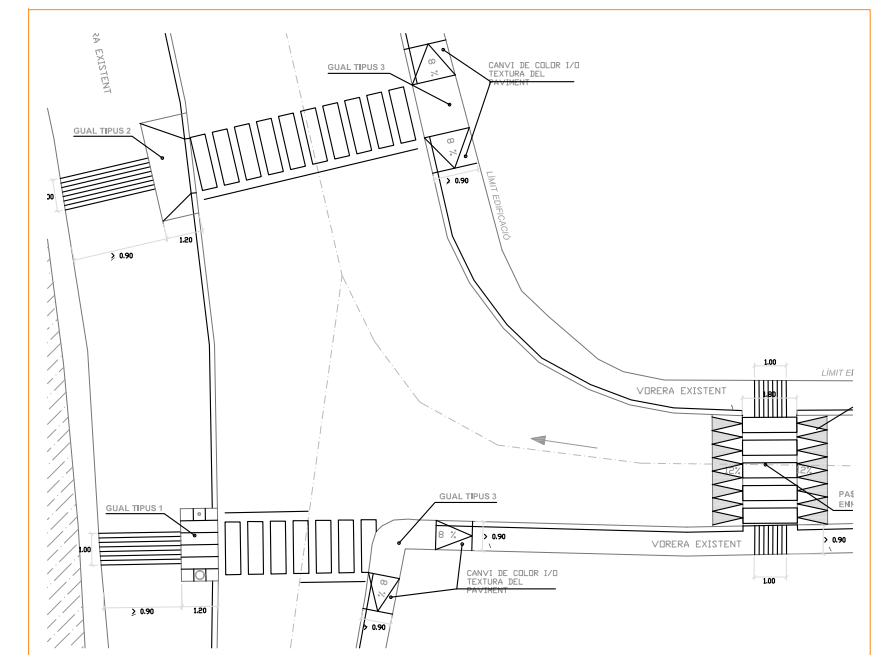 RA EXISTENT
GUAL TIPUS 3
CANVI DE COLOR I/O
TEXTURA DEL
PAVIMENT
8 %
GUAL TIPUS 2
8 %
> 0.90
LÍMIT EDIFICACIÓ
1.20
> 0.90
1.00
LÍMIT
VORERA EXISTENT
1.80
12%
12%
PAS
GUAL TIPUS 3
GUAL TIPUS 1
8 %
> 0.90
1.00
VORERA EXISTENT
> 0.90
8 %
CANVI DE COLOR I/O
TEXTURA DEL
PAVIMENT
1.00
> 0.90
1.20
> 0.90